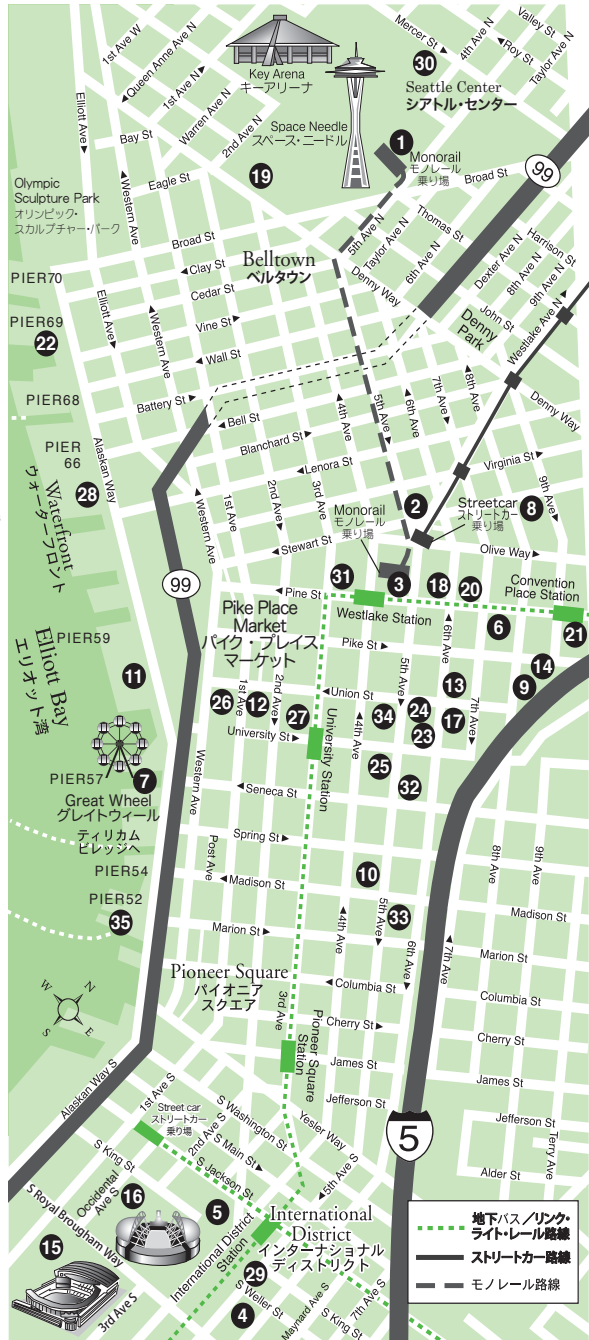 Mercer St
Valley St
4th Ave N
Roy St
Taylor Ave N
1st Ave W
Queen Anne Ave N
1st Ave N
Warren Ave N
2nd Ave N
Elliott Ave
Bay St
Key Arena
キーアリーナ
30
Seattle Center
シアトル・センター
Space Needle
スペース・ニードル
1
Monorail
モノレール
乗り場
99
Broad St
Olympic
Sculpture Park
オリンピック・
スカルプチャー・パーク
Western Ave
Eagle St
19
Broad St
Belltown
ベルタウン
5th Ave N
Taylor Ave N
Thomas St
6th Ave N
Dexter Ave N
8th Ave N
9th Ave N
Harrison St
PIER70
Clay St
Cedar St
Denny Way
John St
Denny
Park
Westlake Ave N
PIER69
22
Elliott Ave
Western Ave
Vine St
Wall St
Battery St
PIER68
Bell St
4th Ave
5th Ave
6th Ave
7th Ave
8th Ave
Denny Way
PIER
66
Alaskan Way
Blanchard St
Lenora St
Virginia St
9th Ave
28
Waterfront
ウォーターフロント
Western Ave
1st Ave
2nd Ave
3rd Ave
Monorail
モノレール
乗り場
2
Streetcar
ストリートカー
乗り場
8
Stewart St
Olive Way
99
31
Pine St
3
18
20
Convention
Place Station
Westlake Station
6
21
Pike Place
Market
パイク・プレイス
マーケット
Pike St
6th Ave
PIER59
Elliott Bay
エリオット湾
11
14
9
13
5th Ave
26
1st Ave
12
2nd Ave
27
Union St
34
24
17
7th Ave
23
University St
University Station
4th Ave
25
32
PIER57
7
Great Wheel
グレイトウィール
ティリカム
ビレッジへ
Western Ave
Seneca St
Spring St
Post Ave
8th Ave
9th Ave
PIER54
Madison St
10
PIER52
35
5th Ave
33
Madison St
Marion St
4th Ave
6th Ave
7th Ave
Marion St
Pioneer Square
パイオニア
スクエア
Columbia St
Columbia St
3rd Ave
Pioneer Square
Station
Cherry St
Cherry St
W
N
S
E
James St
James St
Alaskan Way S
1st Ave S
Jefferson St
Jefferson St
5
Terry Ave
Street car
ストリートカー
乗り場
S Washington St
Yesler Way
2nd Ave S
S Main St
S King St
S Jackson St
5th Ave S
Alder St
Occidental
Ave S
S Royal Brougham Way
16
5
International
District
インターナショナル
ディストリクト
International District
Station
15
29
3rd Ave S
4
S Weller St
Maynard Ave S
S King St
7th Ave S
地下バス／リンク・
ライト・レール路線
ストリートカー路線
モノレール路線